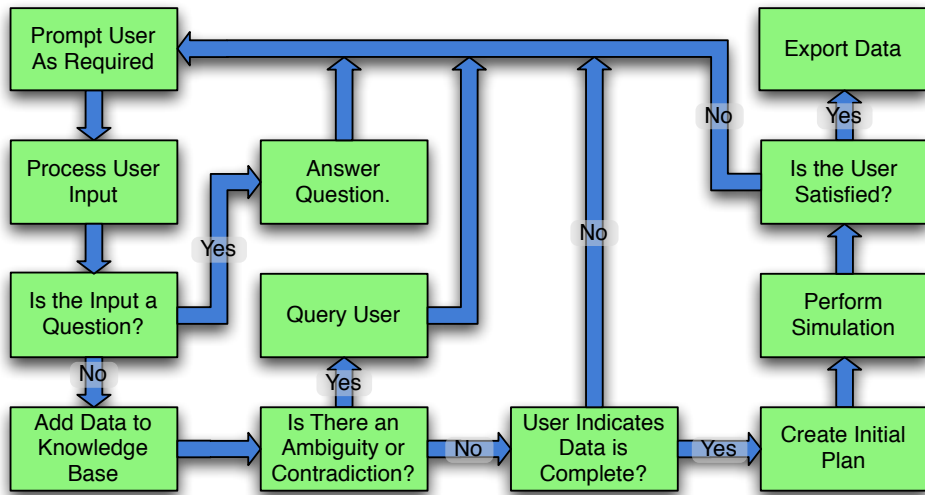 Prompt User
As Required
Export Data
No
Yes
Process User
Input
Answer
Question.
Is the User
Satisfied?
Yes
No
Is the Input a
Question?
Query User
Perform
Simulation
No
Yes
Add Data to
Knowledge
Base
Is There an
Ambiguity or
Contradiction?
No
User Indicates
Data is
Complete?
Yes
Create Initial
Plan